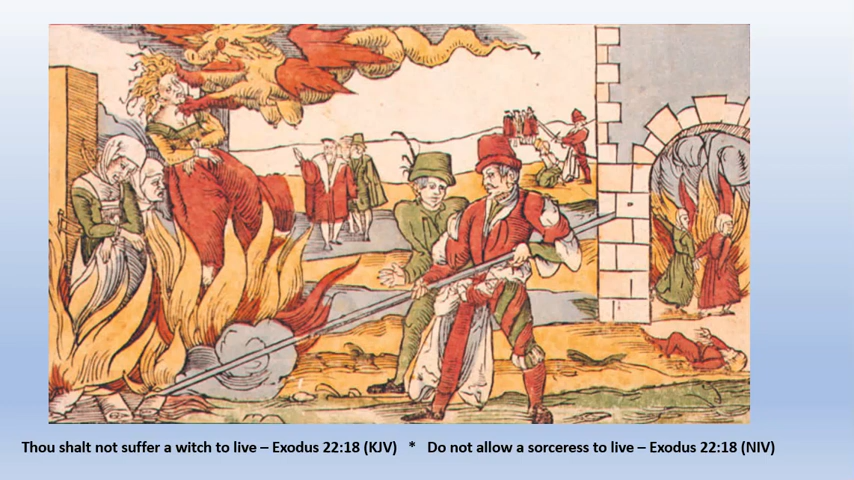 Thou shalt not suffer a witch to live – Exodus 22:18 (KJV) * Do not allow a sorceress to live – Exodus 22:18 (NIV)